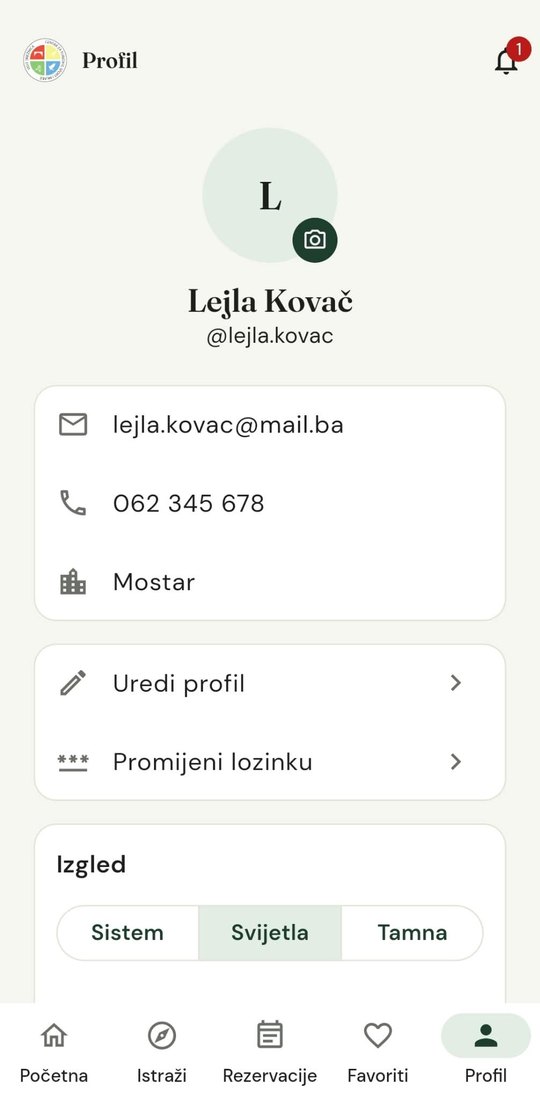 Profil
1
L
Lejla Kovač
@lejla.kovac
lejla.kovac@mail.ba
062 345 678
Mostar
Uredi profil
Promijeni lozinku
Izgled
Sistem Svijetla Tamna
Početna Istraži Rezervacije Favoriti Profil